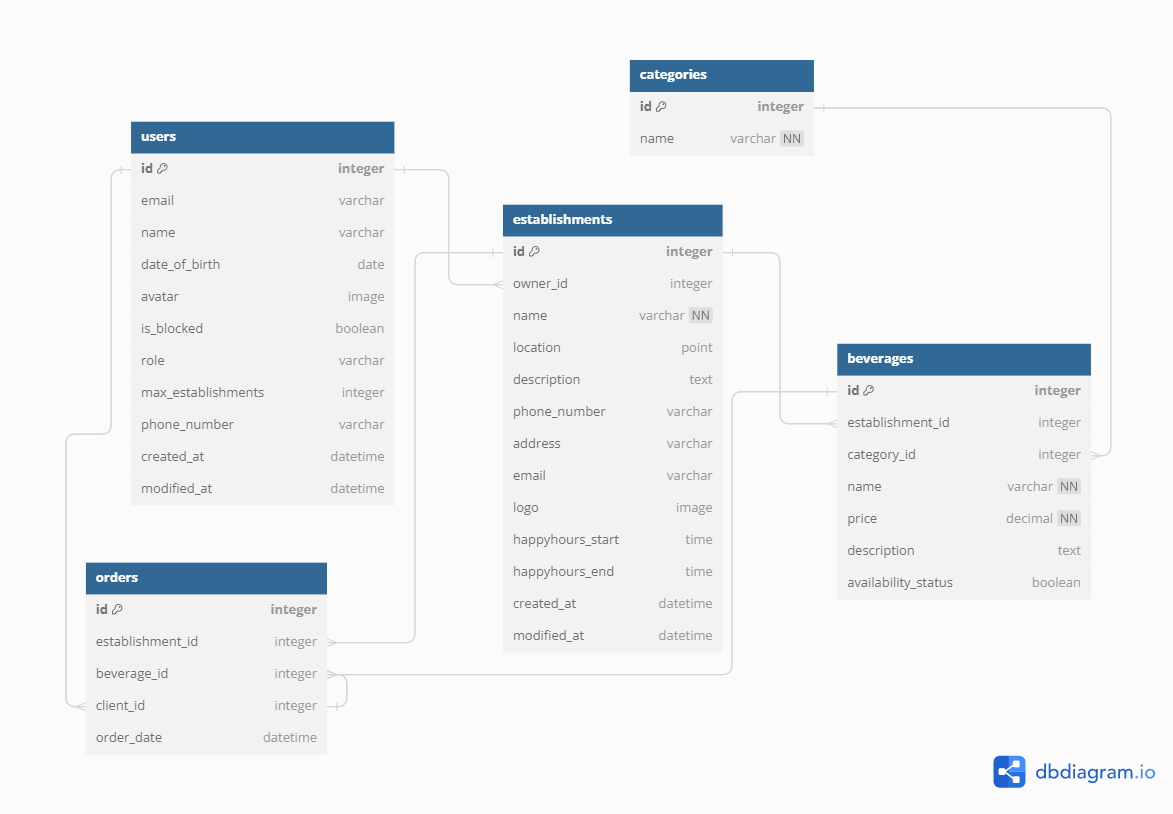 categories
id integer
name varchar NN
users
id integer
email varchar
name varchar
date_of_birth date
avatar image
is_blocked boolean
role varchar
max_establishments integer
phone_number varchar
created_at datetime
modified_at datetime
establishments
id integer
owner_id integer
name varchar NN
location point
description text
phone_number varchar
address varchar
email varchar
logo image
happyhours_start time
happyhours_end time
created_at datetime
modified_at datetime
beverages
id integer
establishment_id integer
category_id integer
name varchar NN
price decimal NN
description text
availability_status boolean
orders
id integer
establishment_id integer
beverage_id integer
client_id integer
order_date datetime
dbdiagram.io